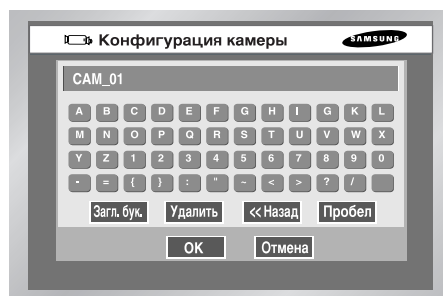 Конфигурация камеры SAMSUNG
CAM_01
A B C D E F G H I G K L
M N O P Q R S T U V W X
Y Z 1 2 3 4 5 6 7 8 9 0
- = { } : " ~ < > ? /
Загл. бук. Удалить <<Назад Пробел
OK Отмена